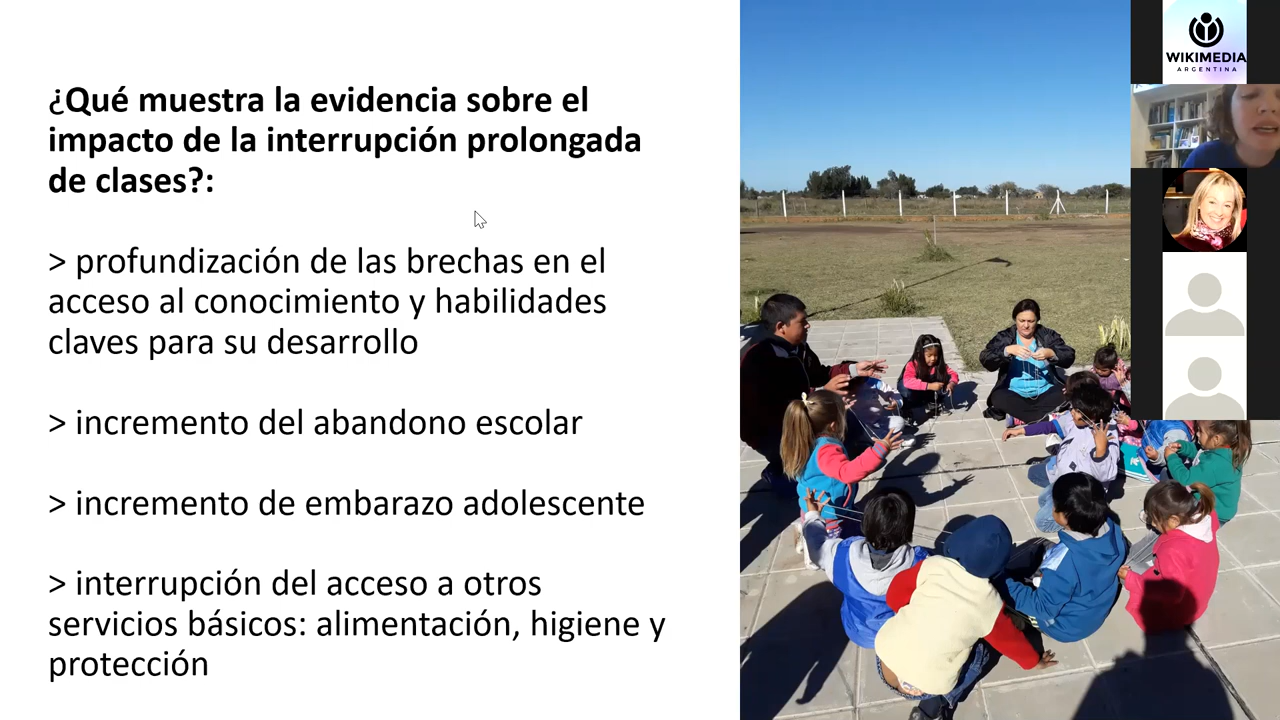 ¿Qué muestra la evidencia sobre el
impacto de la interrupción prolongada
de clases?:
> profundización de las brechas en el
acceso al conocimiento y habilidades
claves para su desarrollo
> incremento del abandono escolar
> incremento de embarazo adolescente
> interrupción del acceso a otros
servicios básicos: alimentación, higiene y
protección
WIKIMEDIA
ARGENTINA